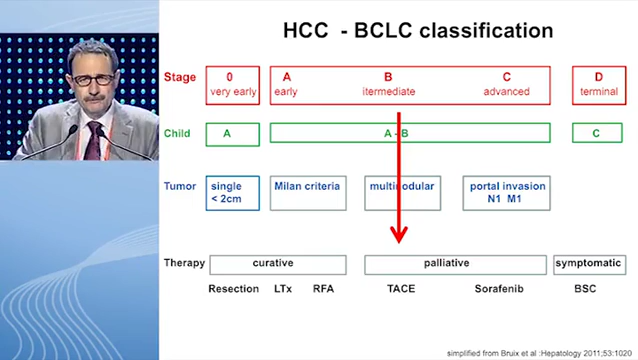 HCC - BCLC classification
Stage 0 A B C D
very early early itermediate advanced terminal
Child A A - B C
Tumor single Milan criteria multinodular portal invasion
< 2cm N1 M1
Therapy curative palliative symptomatic
Resection LTx RFA TACE Sorafenib BSC
simplified from Bruix et al :Hepatology 2011;53:1020